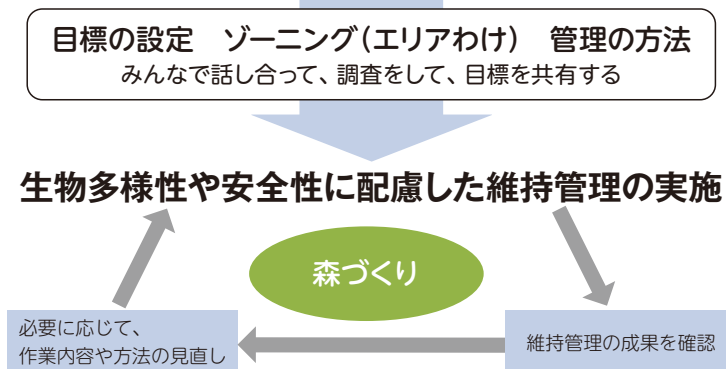 目標の設定　ゾーニング（エリアわけ）　管理の方法
みんなで話し合って、調査をして、目標を共有する
生物多様性や安全性に配慮した維持管理の実施
森づくり
必要に応じて、
作業内容や方法の見直し
維持管理の成果を確認